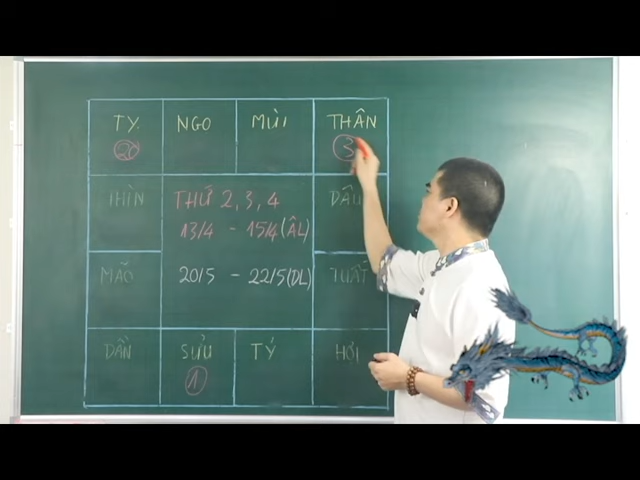 TỴ NGỌ MÙI THÂN
2Ⓓ 3
THÌN THỨ 2, 3, 4 DẬU
13/4 - 15/4 (ÂL)
MÃO 20/5 - 22/5 (DL) TUẤT
DẦN SỬU TÝ HỢI
1